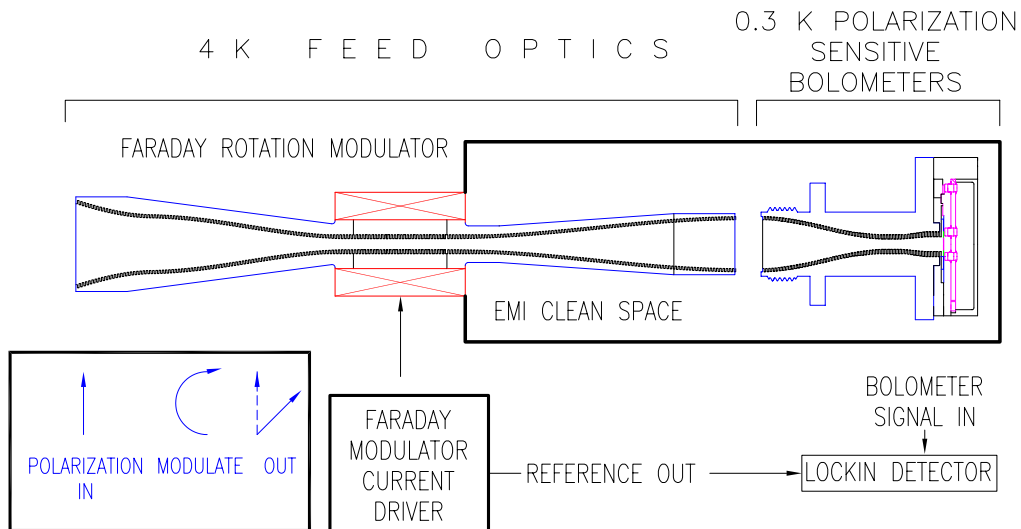 4 K FEED OPTICS
0.3 K POLARIZATION
SENSITIVE
BOLOMETERS
FARADAY ROTATION MODULATOR
EMI CLEAN SPACE
POLARIZATION MODULATE OUT
IN
FARADAY
MODULATOR
CURRENT
DRIVER
REFERENCE OUT
BOLOMETER
SIGNAL IN
LOCKIN DETECTOR